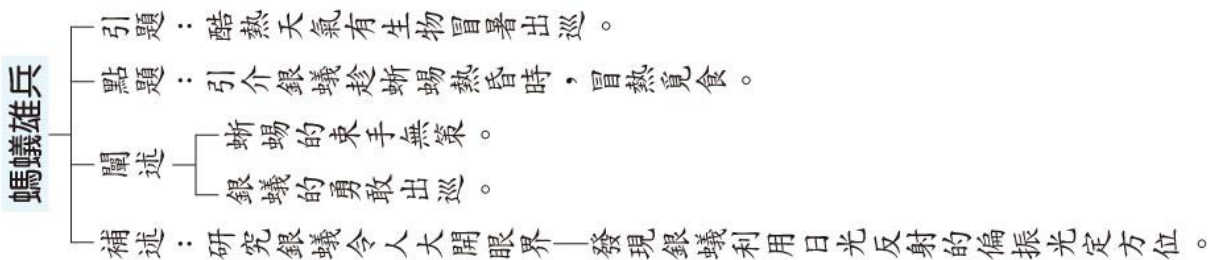 螞蟻雄兵
引題：酷熱天氣有生物冒暑出巡。
點題：引介銀蟻趁蜥蜴熱昏時，冒熱覓食。
闡述
蜥蜴的束手無策。
銀蟻的勇敢出巡。
補述：研究銀蟻令人大開眼界—發現銀蟻利用日光反射的偏振光定方位。